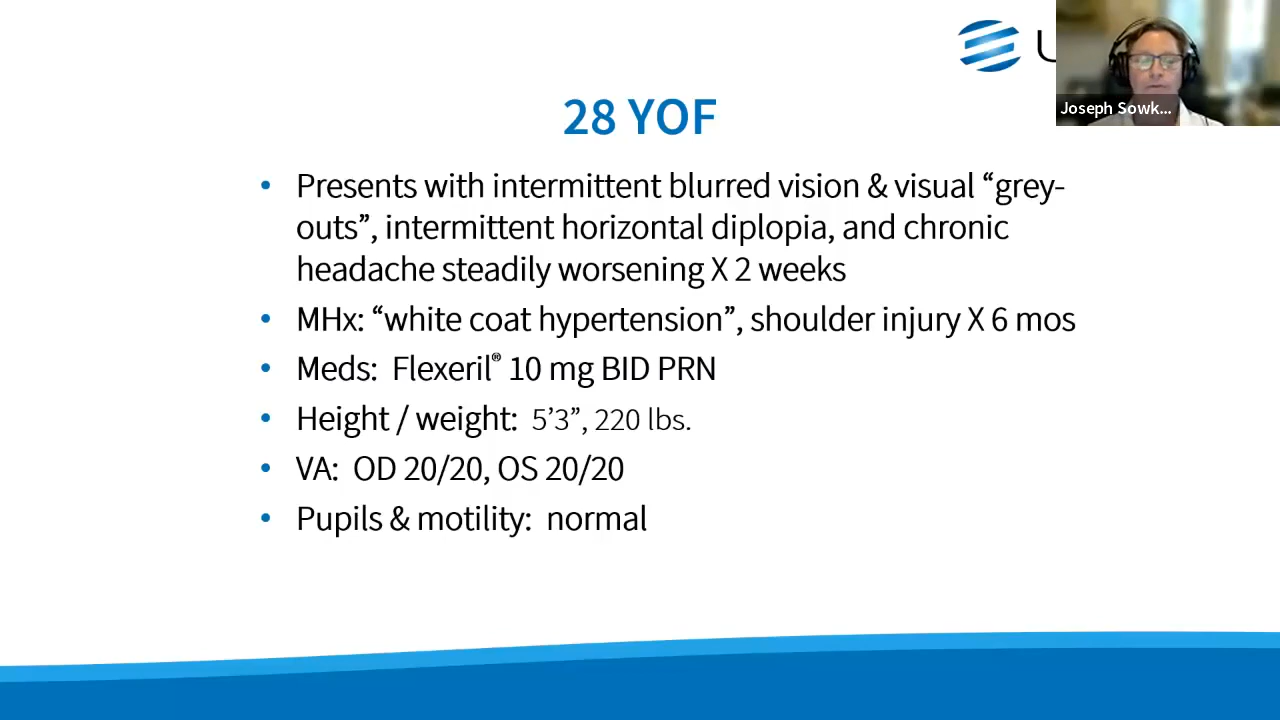 Joseph Sowk...
28 YOF
• Presents with intermittent blurred vision & visual “grey-
outs”, intermittent horizontal diplopia, and chronic
headache steadily worsening X 2 weeks
• MHx: “white coat hypertension”, shoulder injury X 6 mos
• Meds: Flexeril® 10 mg BID PRN
• Height / weight: 5’3”, 220 lbs.
• VA: OD 20/20, OS 20/20
• Pupils & motility: normal